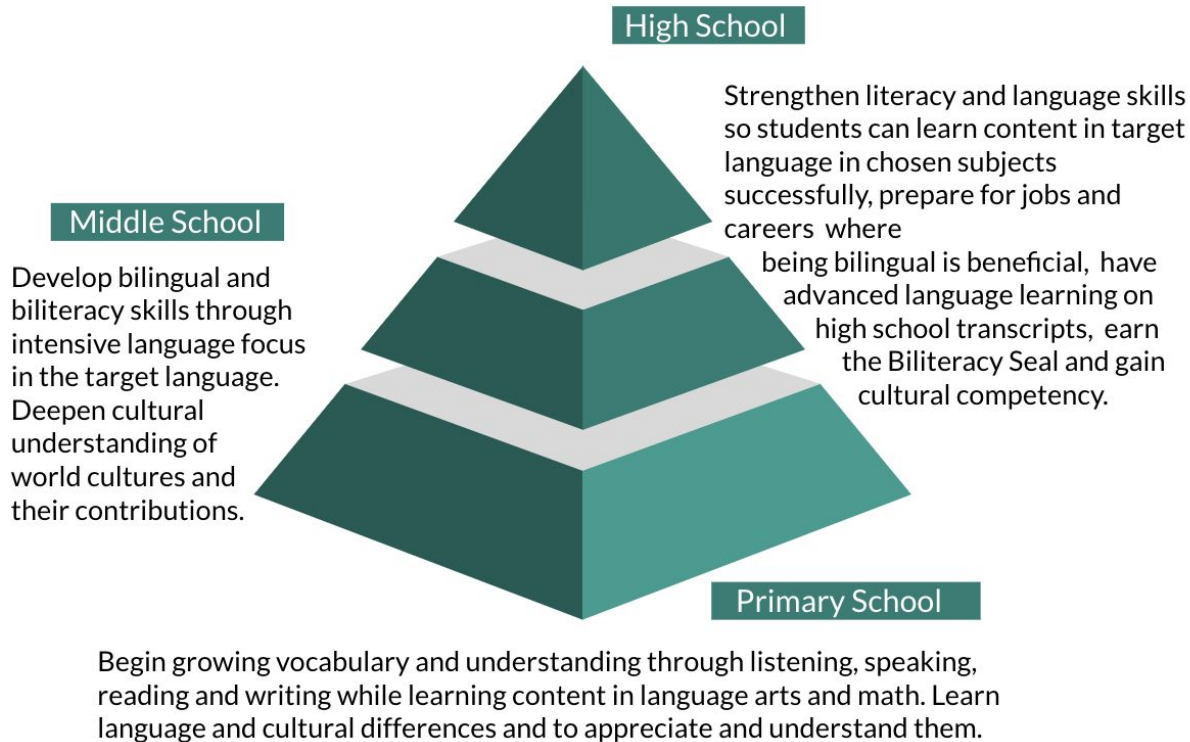 High School
Strengthen literacy and language skills
so students can learn content in target
language in chosen subjects
successfully, prepare for jobs and
careers where
being bilingual is beneficial, have
advanced language learning on
high school transcripts, earn
the Biliteracy Seal and gain
cultural competency.
Middle School
Develop bilingual and
biliteracy skills through
intensive language focus
in the target language.
Deepen cultural
understanding of
world cultures and
their contributions.
Primary School
Begin growing vocabulary and understanding through listening, speaking,
reading and writing while learning content in language arts and math. Learn
language and cultural differences and to appreciate and understand them.